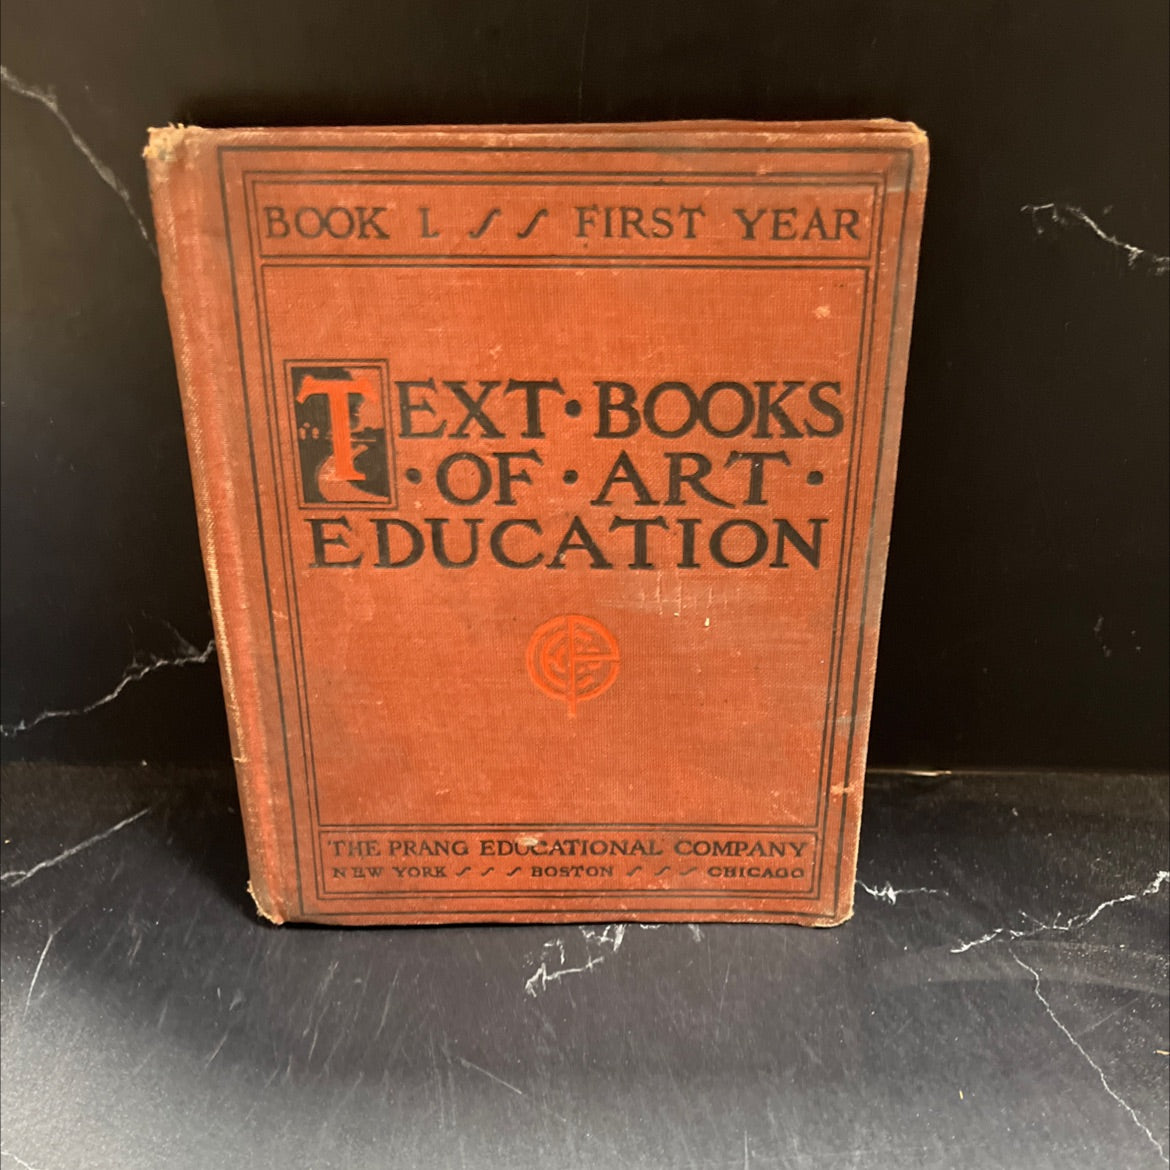 BOOK I. FIRST YEAR
TEXT·BOOKS
·OF·ART·
EDUCATION
THE PRANG EDUCATIONAL COMPANY
NEW YORK BOSTON CHICAGO